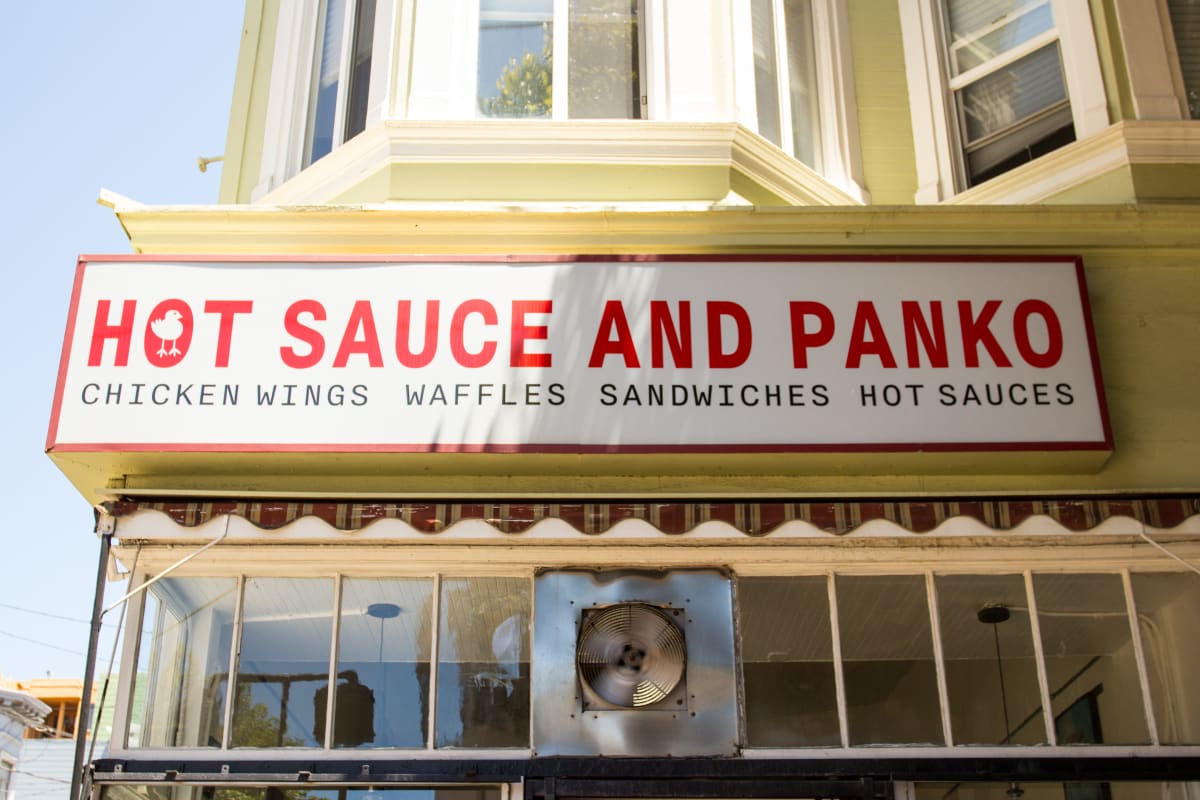 HOT SAUCE AND PANKO
CHICKEN WINGS WAFFLES SANDWICHES HOT SAUCES